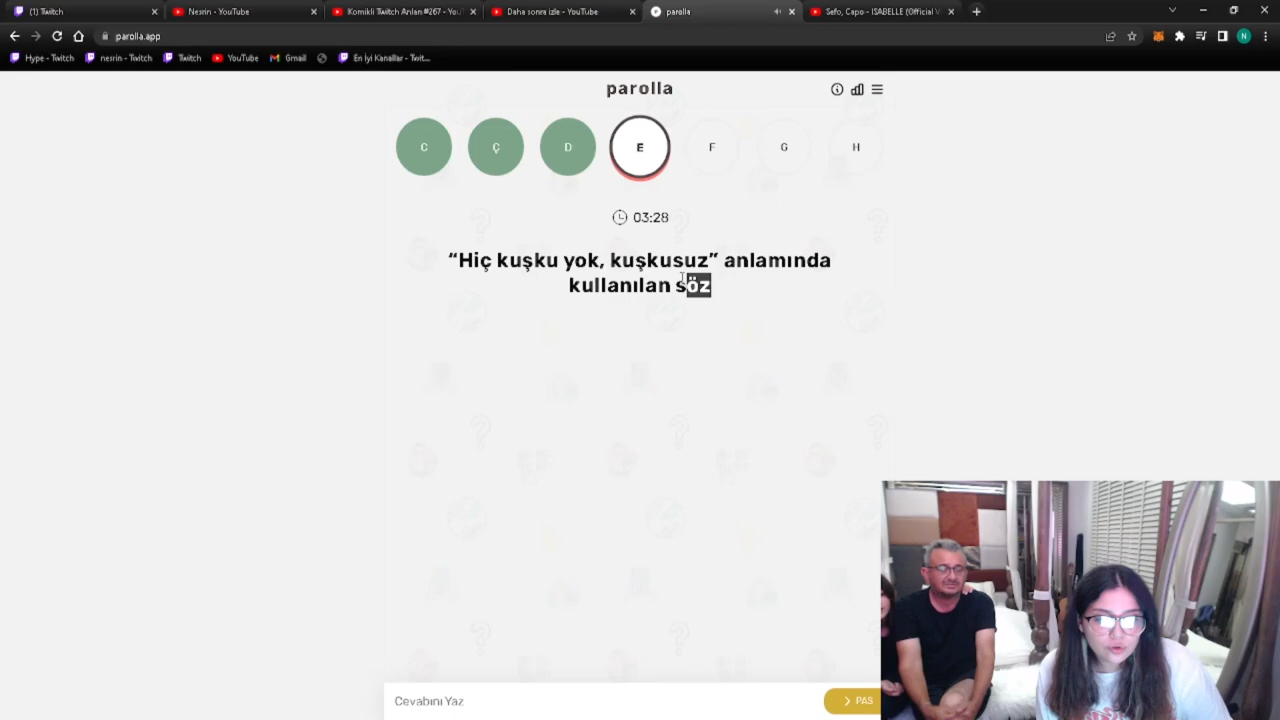 (1) Twitch
Nesrin - YouTube
Komikli Twitch Anları #267 - YouT
Daha sonra izle - YouTube
parolla
Sefo, Capo - ISABELLE (Official V
parolla.app
N
Hype - Twitch
nesrin - Twitch
Twitch
YouTube
Gmail
En İyi Kanallar - Twit...
parolla
C
Ç
D
E
F
G
H
03:28
“Hiç kuşku yok, kuşkusuz” anlamında
kullanılan söz
Cevabını Yaz
PAS